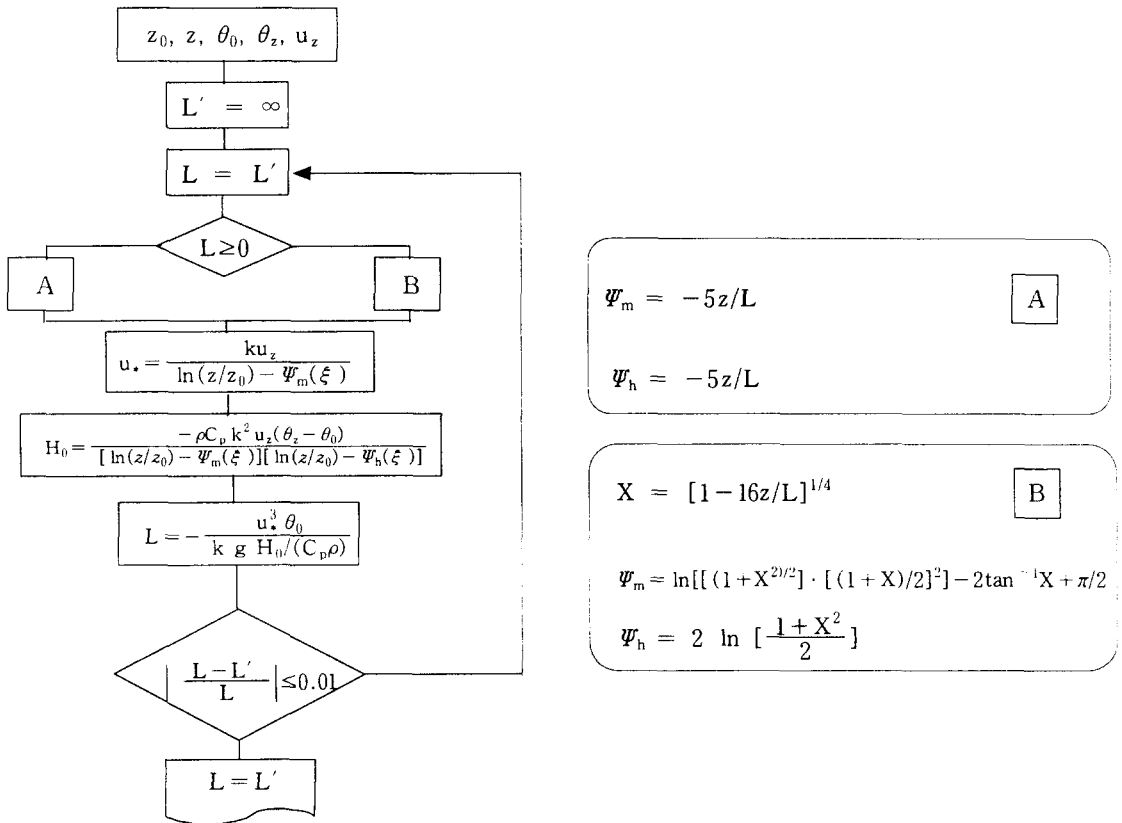 z₀, z, θ₀, θ_z, u_z
L′ = ∞
L = L′
L≥0
A
B
u⁎ = ku_z / ln(z/z₀) − Ψ_m(ξ)
H₀ = −ρC_p k² u_z(θ_z − θ₀) / [ln(z/z₀) − Ψ_m(ξ)][ln(z/z₀) − Ψ_h(ξ)]
L = − u⁎³ θ₀ / k g H₀/(C_pρ)
| L − L′ / L | ≤0.01
L = L′
Ψ_m = −5z/L
A
Ψ_h = −5z/L
X = [1−16z/L]^1/4
B
Ψ_m = ln[[(1+X^2)/2] · [(1+X)/2]²] − 2tan⁻¹X + π/2
Ψ_h = 2 ln [1 + X² / 2]